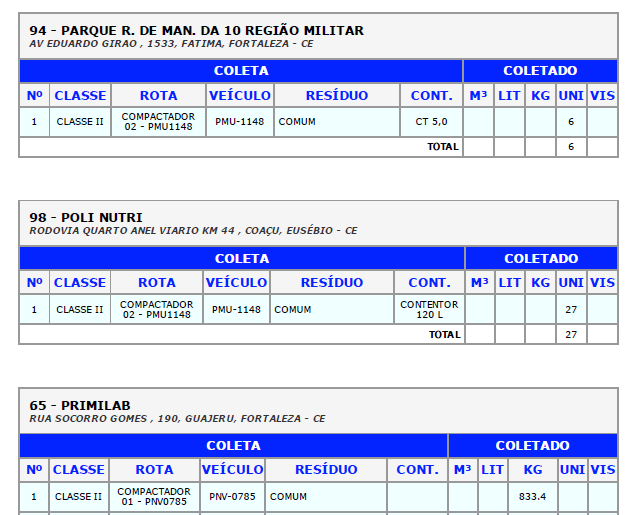 94 - PARQUE R. DE MAN. DA 10 REGIÃO MILITAR
AV EDUARDO GIRAO , 1533, FATIMA, FORTALEZA - CE
COLETA COLETADO
Nº CLASSE ROTA VEÍCULO RESÍDUO CONT. M³ LIT KG UNI VIS
1 CLASSE II COMPACTADOR 02 - PMU1148 PMU-1148 COMUM CT 5,0 6
TOTAL 6
98 - POLI NUTRI
RODOVIA QUARTO ANEL VIARIO KM 44 , COAÇU, EUSÉBIO - CE
COLETA COLETADO
Nº CLASSE ROTA VEÍCULO RESÍDUO CONT. M³ LIT KG UNI VIS
1 CLASSE II COMPACTADOR 02 - PMU1148 PMU-1148 COMUM CONTENTOR 120 L 27
TOTAL 27
65 - PRIMILAB
RUA SOCORRO GOMES , 190, GUAJERU, FORTALEZA - CE
COLETA COLETADO
Nº CLASSE ROTA VEÍCULO RESÍDUO CONT. M³ LIT KG UNI VIS
1 CLASSE II COMPACTADOR 01 - PNV0785 PNV-0785 COMUM 833.4